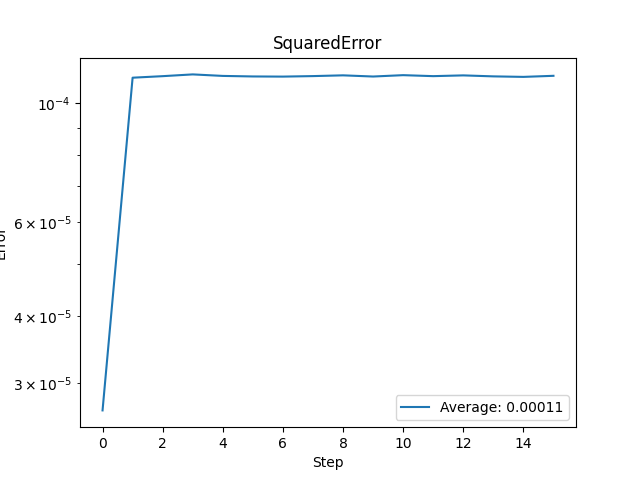 SquaredError
10⁻⁴
6 × 10⁻⁵
4 × 10⁻⁵
3 × 10⁻⁵
Error
Average: 0.00011
0 2 4 6 8 10 12 14
Step